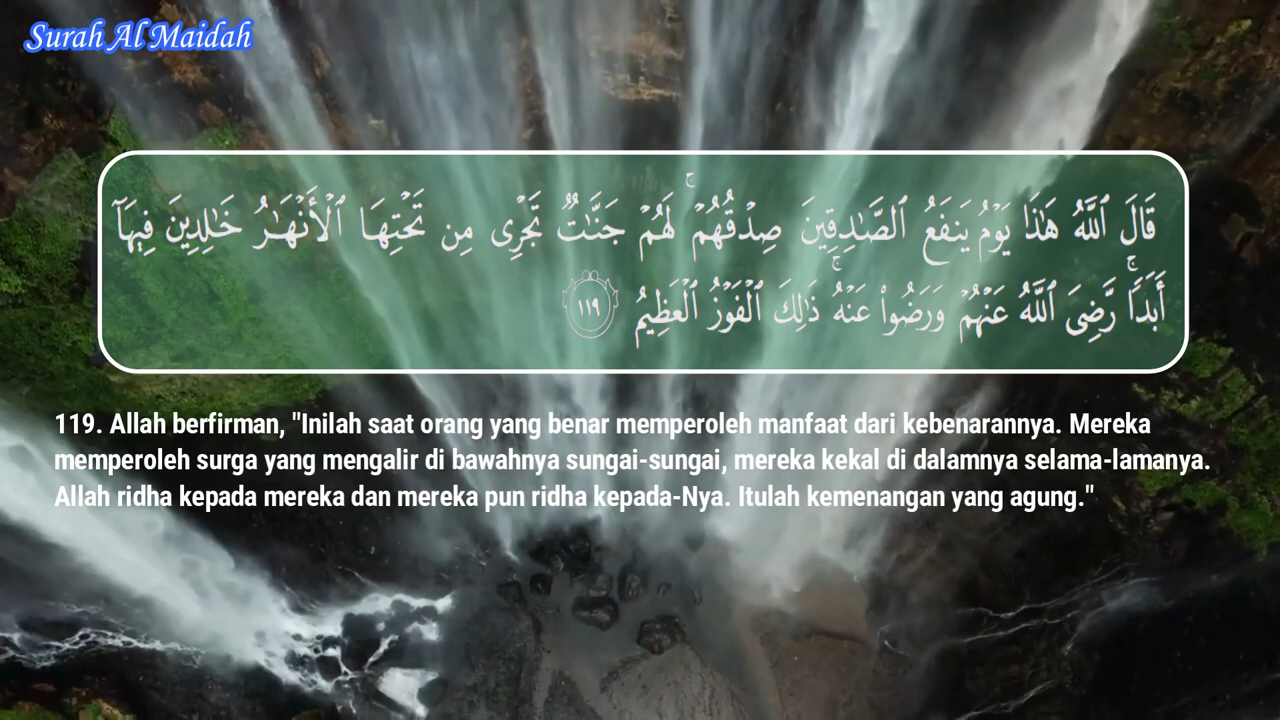 Surah Al Maidah
قَالَ ٱللَّهُ هَٰذَا يَوْمُ يَنفَعُ ٱلصَّٰدِقِينَ صِدْقُهُمْ ۚ لَهُمْ جَنَّٰتٌ تَجْرِى مِن تَحْتِهَا ٱلْأَنْهَٰرُ خَٰلِدِينَ فِيهَآ
أَبَدًا ۚ رَّضِىَ ٱللَّهُ عَنْهُمْ وَرَضُوا۟ عَنْهُ ۚ ذَٰلِكَ ٱلْفَوْزُ ٱلْعَظِيمُ ١١٩
119. Allah berfirman, "Inilah saat orang yang benar memperoleh manfaat dari kebenarannya. Mereka
memperoleh surga yang mengalir di bawahnya sungai-sungai, mereka kekal di dalamnya selama-lamanya.
Allah ridha kepada mereka dan mereka pun ridha kepada-Nya. Itulah kemenangan yang agung."